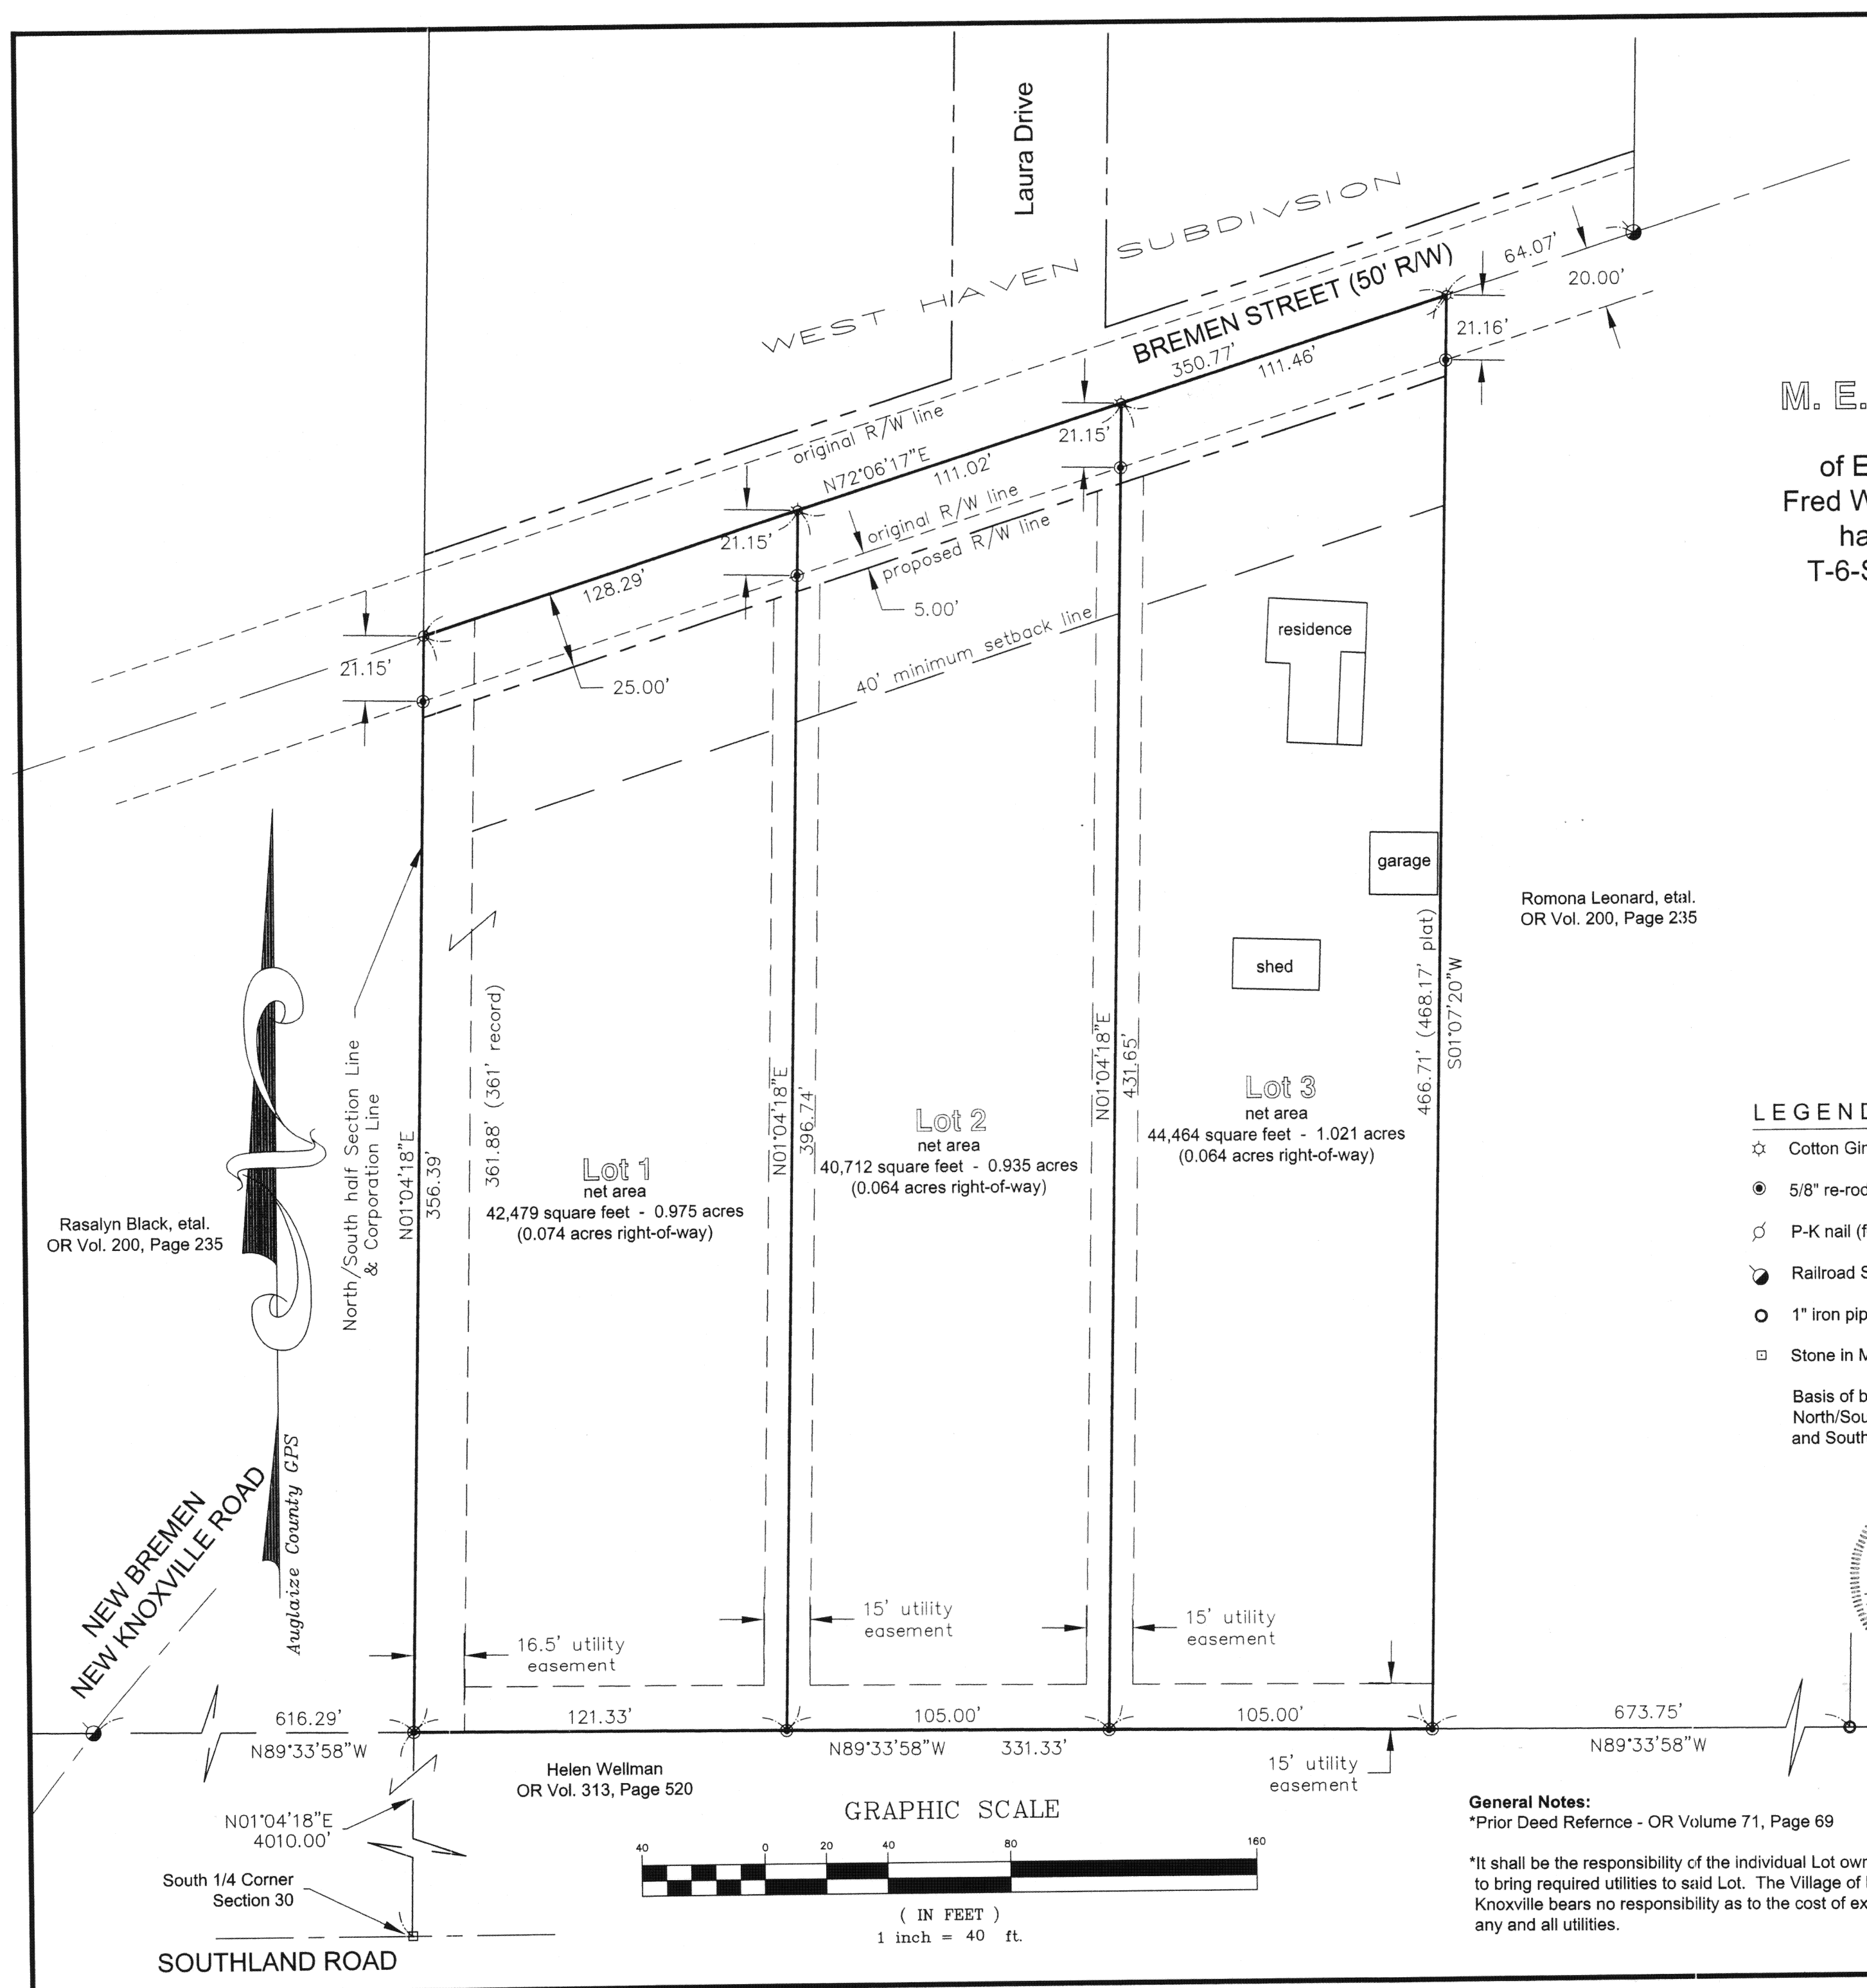 Laura Drive
WEST HAVEN SUBDIVSION
BREMEN STREET (50' R/W)
64.07'
20.00'
21.16'
350.77'
111.46'
original R/W line
21.15'
N72°06'17"E
111.02'
original R/W line
proposed R/W line
21.15'
5.00'
128.29'
21.15'
25.00'
40' minimum setback line
M. E.
of E
Fred W
ha
T-6-S
residence
garage
shed
Romona Leonard, etal.
OR Vol. 200, Page 235
466.71' (468.17' plat)
S01°07'20"W
361.88' (361' record)
North/South half Section Line
& Corporation Line
N01°04'18"E
356.39'
N01°04'18"E
396.74'
N01°04'18"E
431.65'
Lot 1
net area
42,479 square feet - 0.975 acres
(0.074 acres right-of-way)
Lot 2
net area
40,712 square feet - 0.935 acres
(0.064 acres right-of-way)
Lot 3
net area
44,464 square feet - 1.021 acres
(0.064 acres right-of-way)
Rasalyn Black, etal.
OR Vol. 200, Page 235
LEGEND
Cotton Gin
5/8" re-rod
P-K nail (f
Railroad S
1" iron pip
Stone in M
Basis of b
North/Sou
and South
Auglaize County GPS
NEW BREMEN
NEW KNOXVILLE ROAD
16.5' utility
easement
15' utility
easement
15' utility
easement
616.29'
N89°33'58"W
121.33'
105.00'
105.00'
N89°33'58"W 331.33'
673.75'
N89°33'58"W
15' utility
easement
Helen Wellman
OR Vol. 313, Page 520
N01°04'18"E
4010.00'
South 1/4 Corner
Section 30
SOUTHLAND ROAD
GRAPHIC SCALE
40 0 20 40 80 160
( IN FEET )
1 inch = 40 ft.
General Notes:
*Prior Deed Refernce - OR Volume 71, Page 69
*It shall be the responsibility of the individual Lot own
to bring required utilities to said Lot. The Village of
Knoxville bears no responsibility as to the cost of ex
any and all utilities.